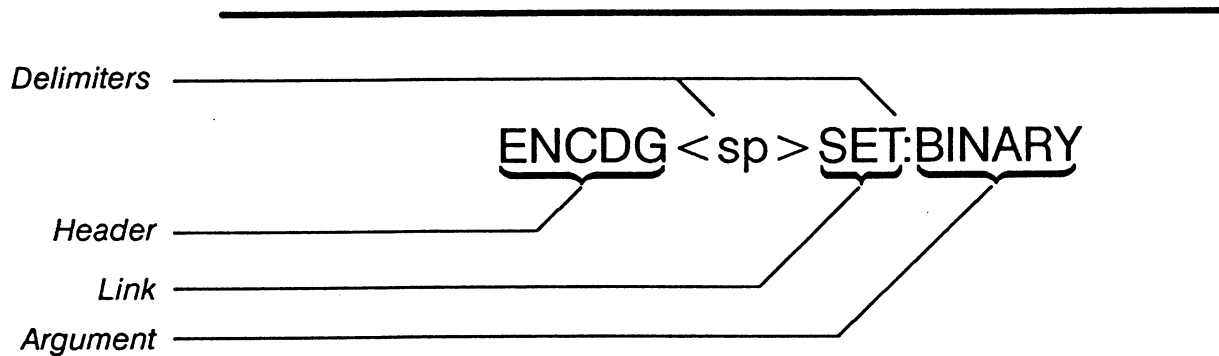 Delimiters
ENCDG<sp>SET:BINARY
Header
Link
Argument